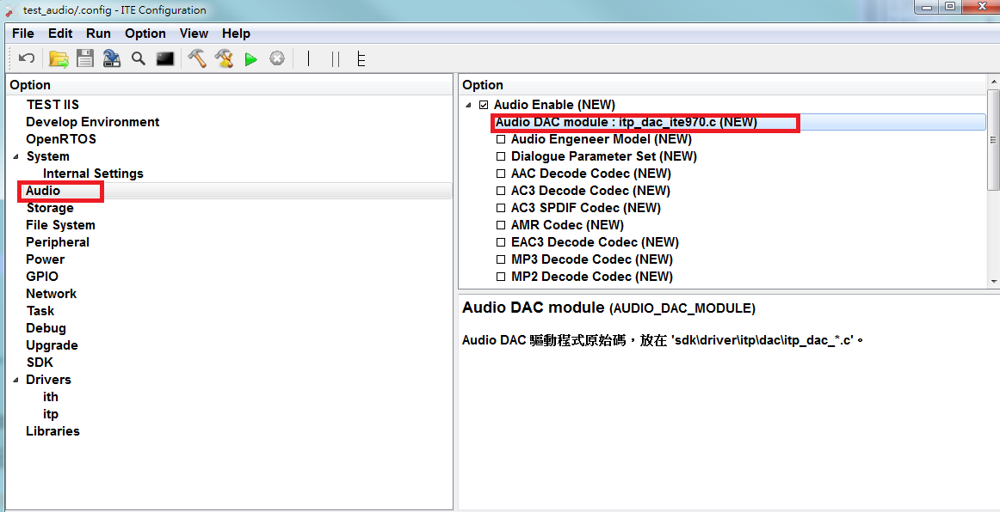 test_audio/.config - ITE Configuration
File Edit Run Option View Help
Option
TEST IIS
Develop Environment
OpenRTOS
System
Internal Settings
Audio
Storage
File System
Peripheral
Power
GPIO
Network
Task
Debug
Upgrade
SDK
Drivers
ith
itp
Libraries
Option
Audio Enable (NEW)
Audio DAC module : itp_dac_ite970.c (NEW)
Audio Engeneer Model (NEW)
Dialogue Parameter Set (NEW)
AAC Decode Codec (NEW)
AC3 Decode Codec (NEW)
AC3 SPDIF Codec (NEW)
AMR Codec (NEW)
EAC3 Decode Codec (NEW)
MP3 Decode Codec (NEW)
MP2 Decode Codec (NEW)
Audio DAC module (AUDIO_DAC_MODULE)
Audio DAC 驅動程式原始碼，放在 'sdk\driver\itp\dac\itp_dac_*.c'。